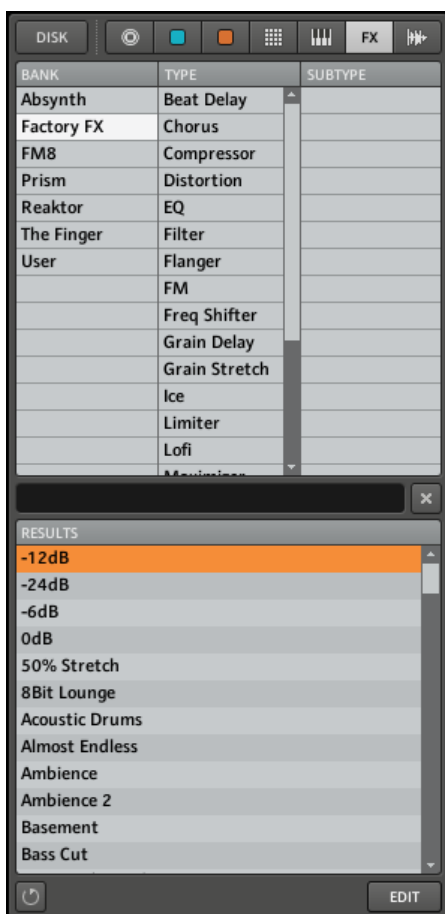 DISK FX
BANK TYPE SUBTYPE
Absynth Beat Delay
Factory FX Chorus
FM8 Compressor
Prism Distortion
Reaktor EQ
The Finger Filter
User Flanger
FM
Freq Shifter
Grain Delay
Grain Stretch
Ice
Limiter
Lofi
RESULTS
-12dB
-24dB
-6dB
0dB
50% Stretch
8Bit Lounge
Acoustic Drums
Almost Endless
Ambience
Ambience 2
Basement
Bass Cut
EDIT